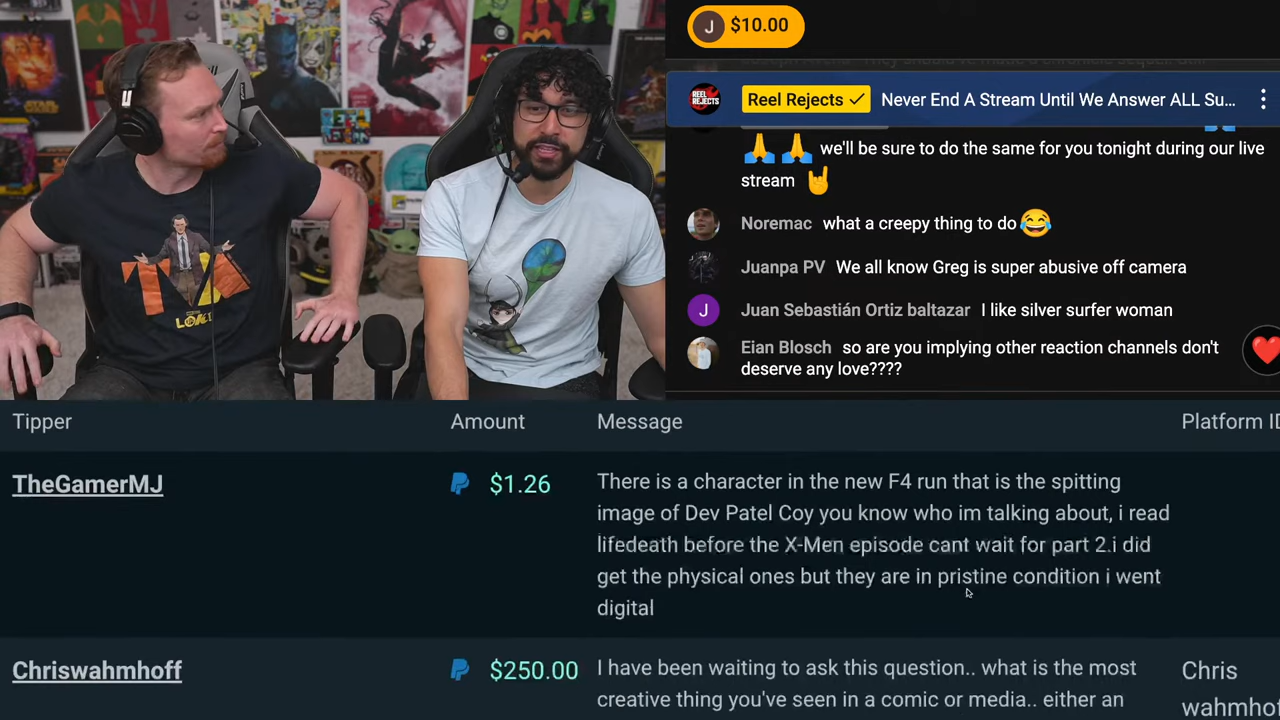 J $10.00
REEL REJECTS
Reel Rejects Never End A Stream Until We Answer ALL Su...
we'll be sure to do the same for you tonight during our live
stream
Noremac what a creepy thing to do
Juanpa PV We all know Greg is super abusive off camera
J Juan Sebastián Ortiz baltazar I like silver surfer woman
Eian Blosch so are you implying other reaction channels don't
deserve any love????
TVA
LOKI
Tipper Amount Message Platform ID
TheGamerMJ $1.26 There is a character in the new F4 run that is the spitting
image of Dev Patel Coy you know who im talking about, i read
lifedeath before the X-Men episode cant wait for part 2.i did
get the physical ones but they are in pristine condition i went
digital
Chriswahmhoff $250.00 I have been waiting to ask this question.. what is the most Chris
creative thing you've seen in a comic or media.. either an wahmho